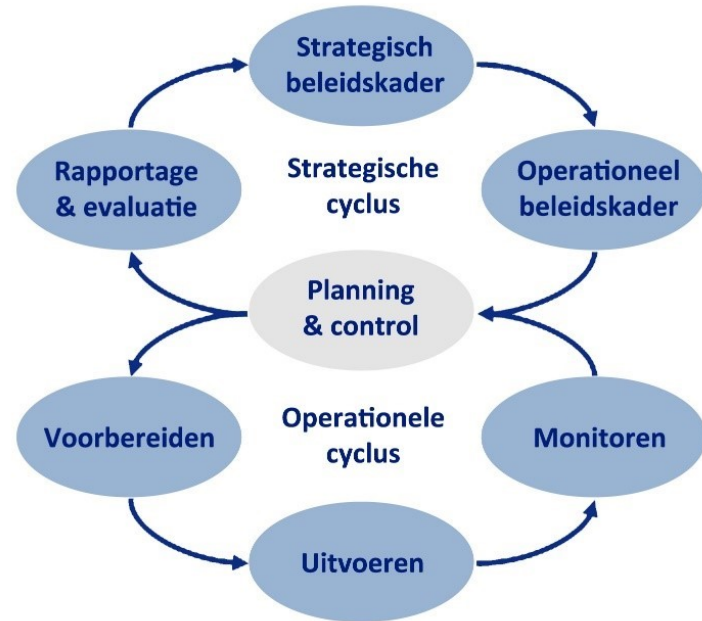 Strategisch
beleidskader
Rapportage
& evaluatie
Strategische
cyclus
Operationeel
beleidskader
Planning
& control
Voorbereiden
Operationele
cyclus
Monitoren
Uitvoeren